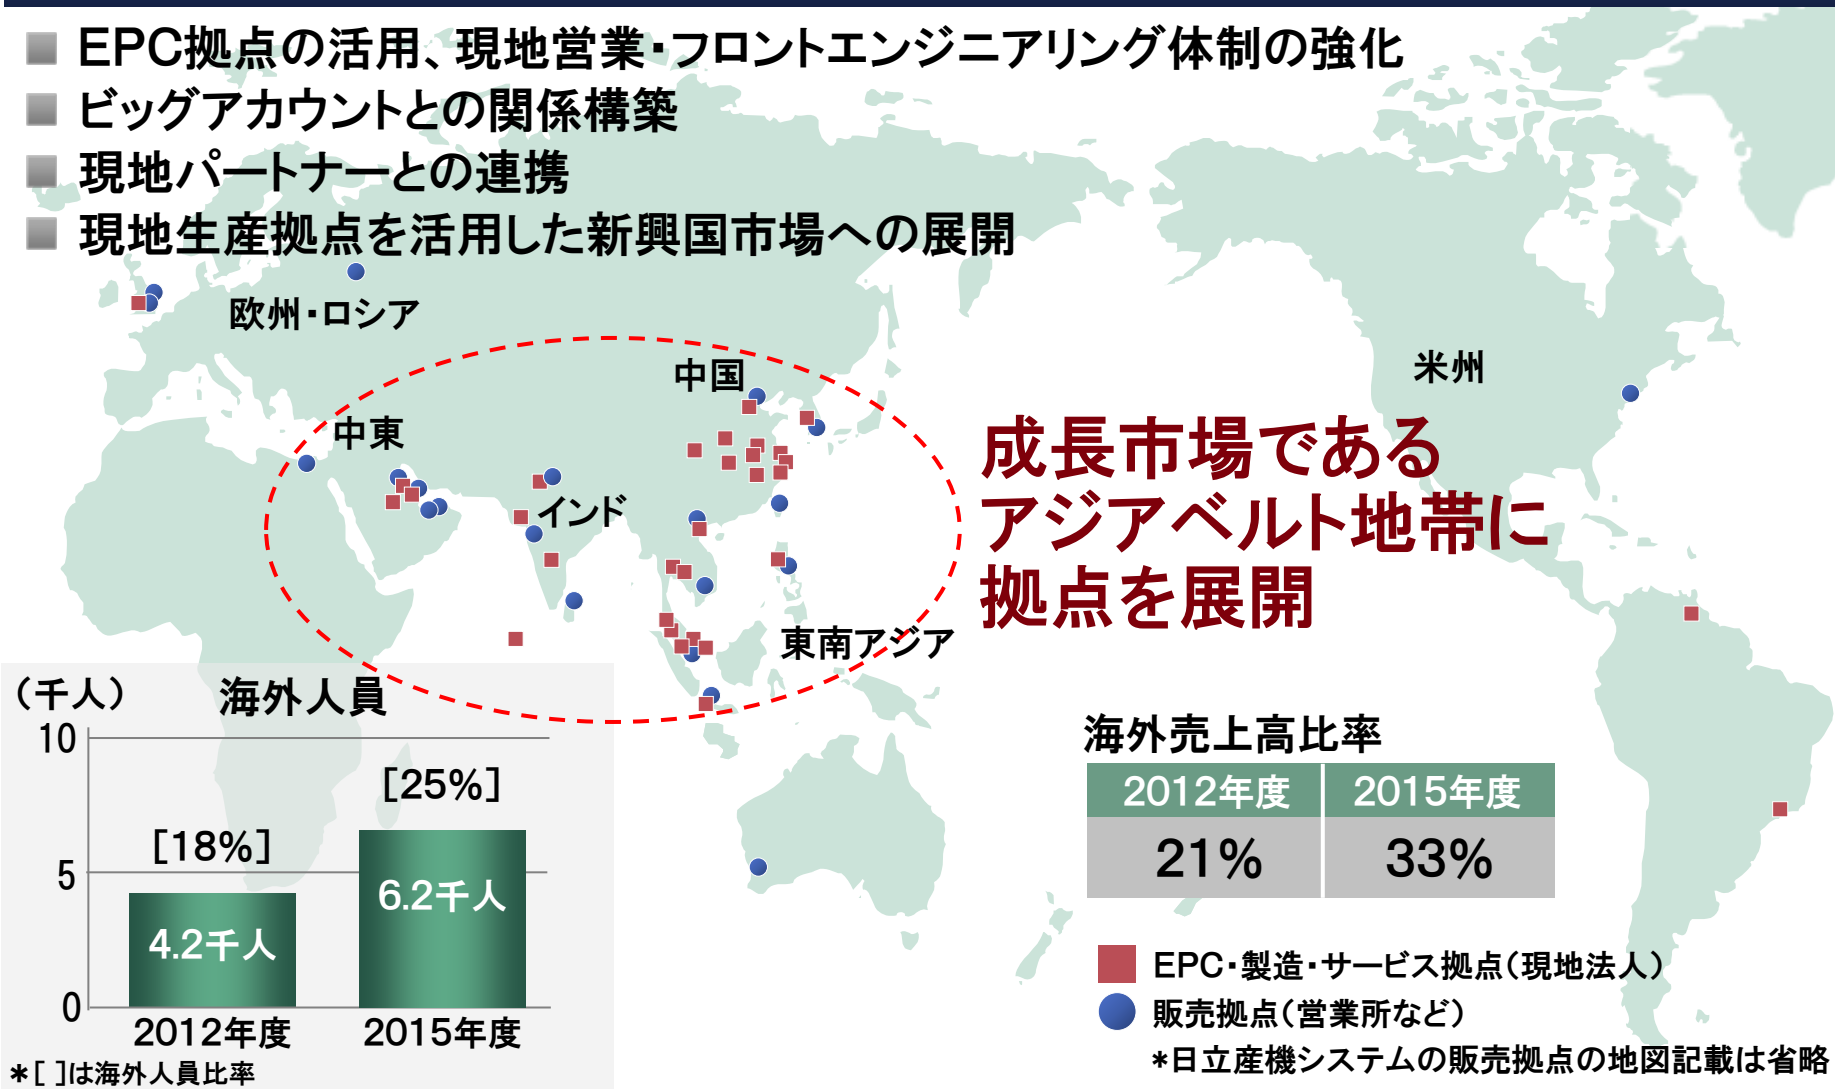 EPC拠点の活用、現地営業・フロントエンジニアリング体制の強化
ビッグアカウントとの関係構築
現地パートナーとの連携
現地生産拠点を活用した新興国市場への展開
欧州・ロシア
中国
米州
中東
インド
東南アジア
成長市場である
アジアベルト地帯に
拠点を展開
（千人）
海外人員
10
[25%]
[18%]
5
6.2千人
4.2千人
0
2012年度
2015年度
＊[ ]は海外人員比率
海外売上高比率
2012年度 2015年度
21% 33%
EPC・製造・サービス拠点（現地法人）
販売拠点（営業所など）
*日立産機システムの販売拠点の地図記載は省略